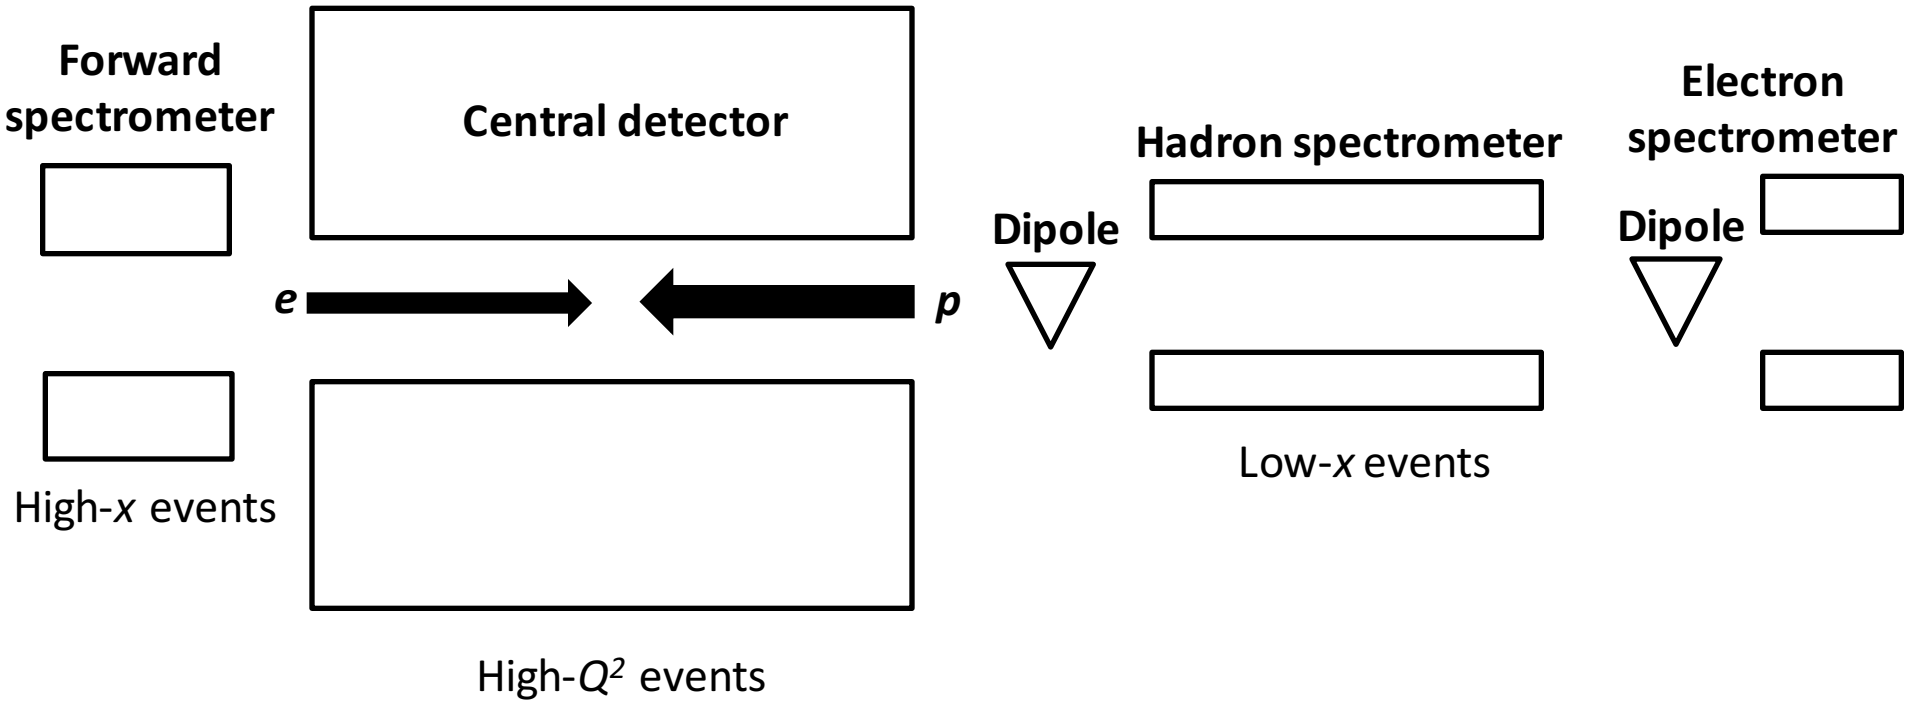 Forward
spectrometer
Central detector
Electron
spectrometer
Hadron spectrometer
Dipole
Dipole
e
p
Low-x events
High-x events
High-Q² events